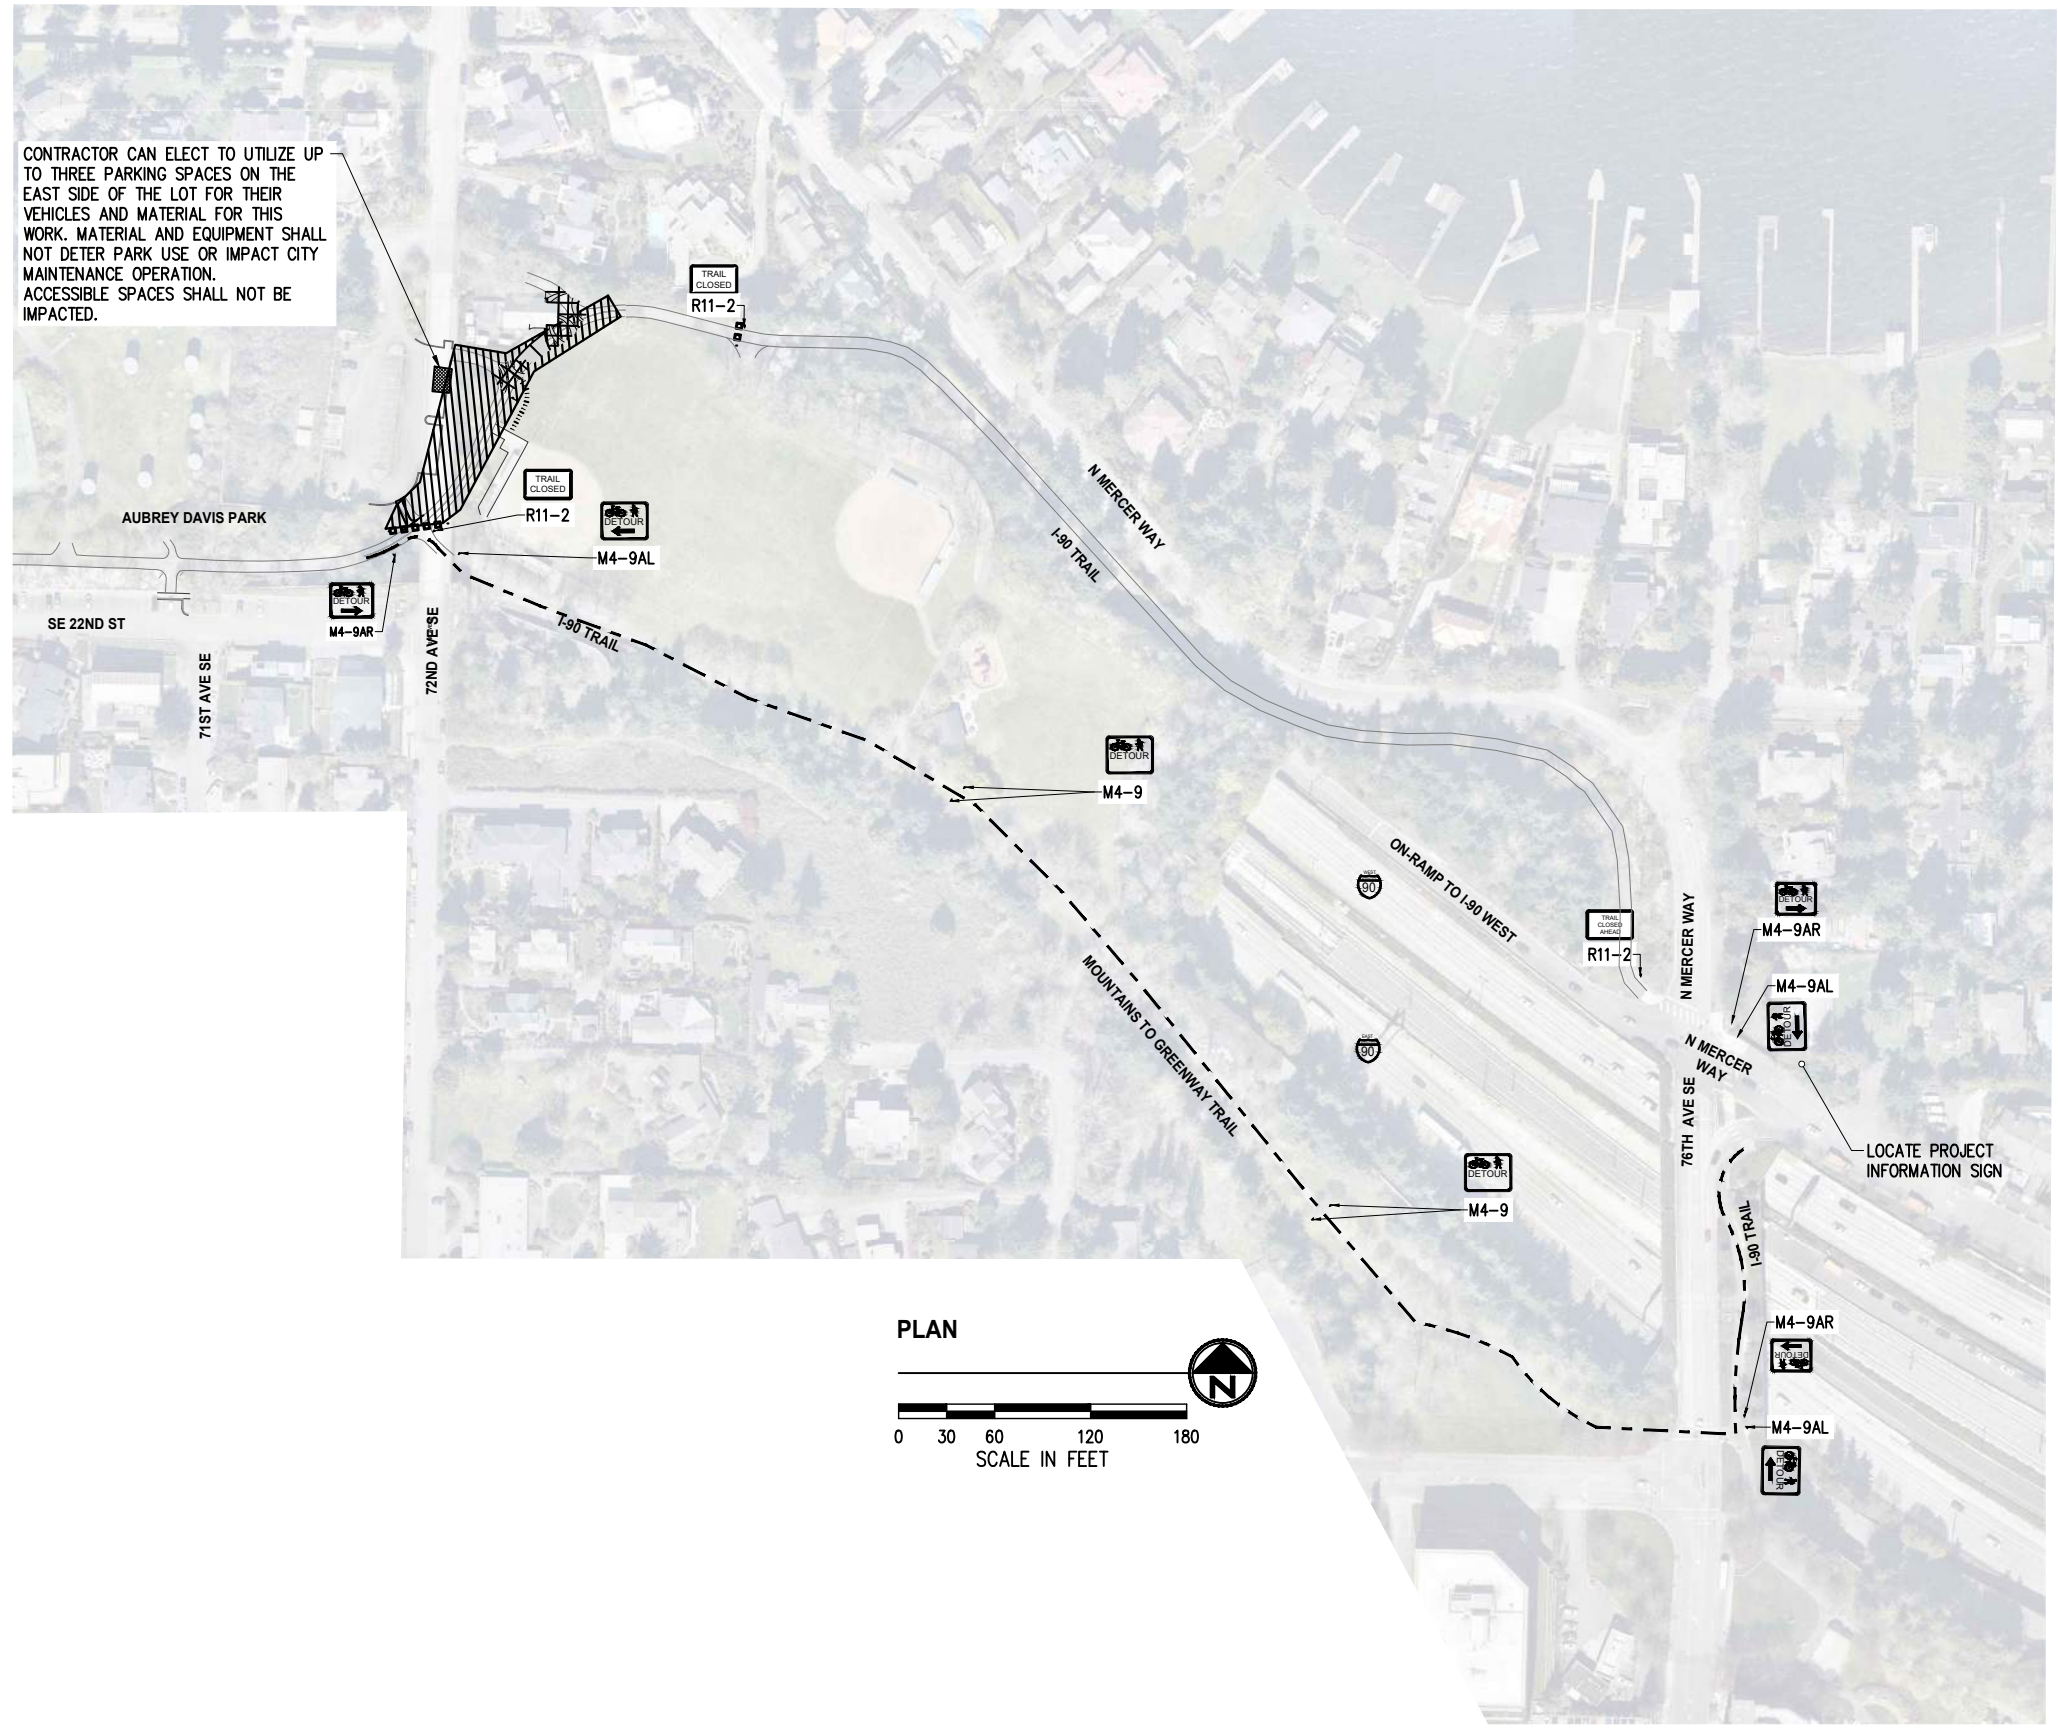 CONTRACTOR CAN ELECT TO UTILIZE UP
TO THREE PARKING SPACES ON THE
EAST SIDE OF THE LOT FOR THEIR
VEHICLES AND MATERIAL FOR THIS
WORK. MATERIAL AND EQUIPMENT SHALL
NOT DETER PARK USE OR IMPACT CITY
MAINTENANCE OPERATION.
ACCESSIBLE SPACES SHALL NOT BE
IMPACTED.
TRAIL
CLOSED
R11-2
TRAIL
CLOSED
R11-2
DETOUR
M4-9AL
AUBREY DAVIS PARK
DETOUR
M4-9AR
SE 22ND ST
71ST AVE SE
72ND AVE SE
I-90 TRAIL
N MERCER WAY
I-90 TRAIL
DETOUR
M4-9
ON-RAMP TO I-90 WEST
WEST
90
EAST
90
MOUNTAINS TO GREENWAY TRAIL
TRAIL
CLOSED
AHEAD
R11-2
N MERCER WAY
DETOUR
M4-9AR
M4-9AL
DETOUR
N MERCER
WAY
76TH AVE SE
LOCATE PROJECT
INFORMATION SIGN
DETOUR
M4-9
I-90 TRAIL
M4-9AR
DETOUR
M4-9AL
DETOUR
PLAN
N
0 30 60 120 180
SCALE IN FEET